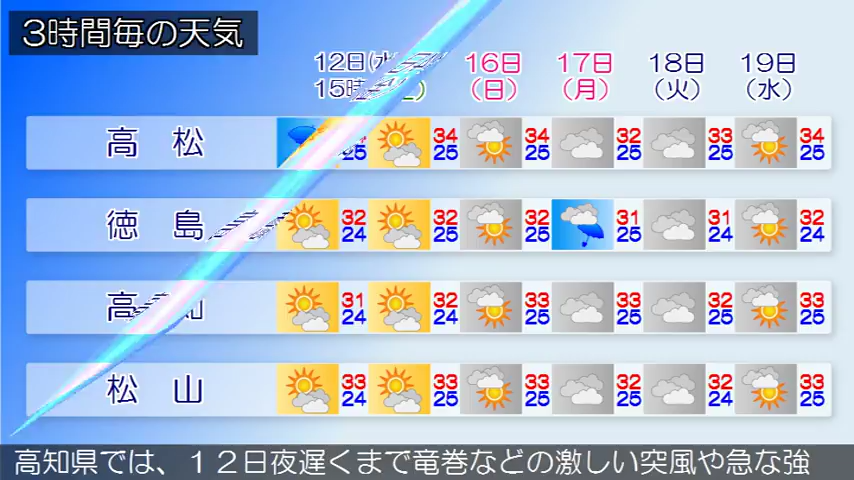 3時間毎の天気
12日(水 16日 17日 18日 19日
15時 (日) (月) (火) (水)
高松 25 34 25 34 25 32 25 33 25 34 25
徳島 32 24 32 25 32 25 31 25 31 24 32 24
高知 31 24 32 24 33 25 33 25 32 25 33 25
松山 33 24 33 25 33 25 32 25 32 24 33 25
高知県では、12日夜遅くまで竜巻などの激しい突風や急な強